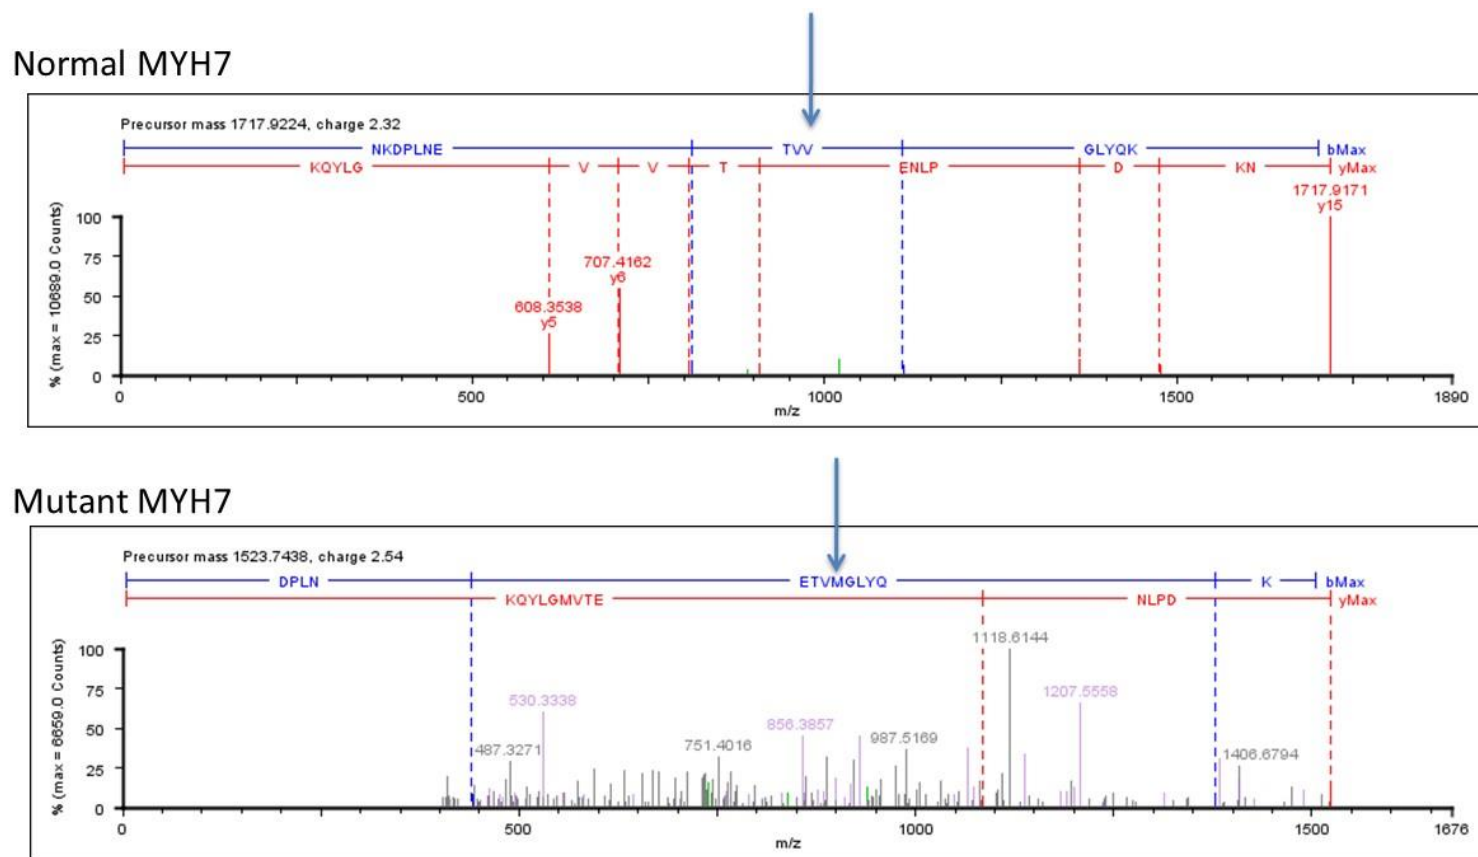 Normal MYH7
Precursor mass 1717.9224, charge 2.32
NKDPLNE TVV GLYQK bMax
KQYLG V V T ENLP D KN yMax
1717.9171
y15
707.4162
y6
608.3538
y5
% (max = 10689.0 Counts)
100
75
50
25
0
0 500 1000 1500 1890
m/z
Mutant MYH7
Precursor mass 1523.7438, charge 2.54
DPLN ETVMGLYQ K bMax
KQYLGMVTE NLPD yMax
1118.6144
530.3338
1207.5558
856.3857
987.5169
487.3271
751.4016
1406.6794
% (max = 6659.0 Counts)
100
75
50
25
0
0 500 1000 1500 1676
m/z